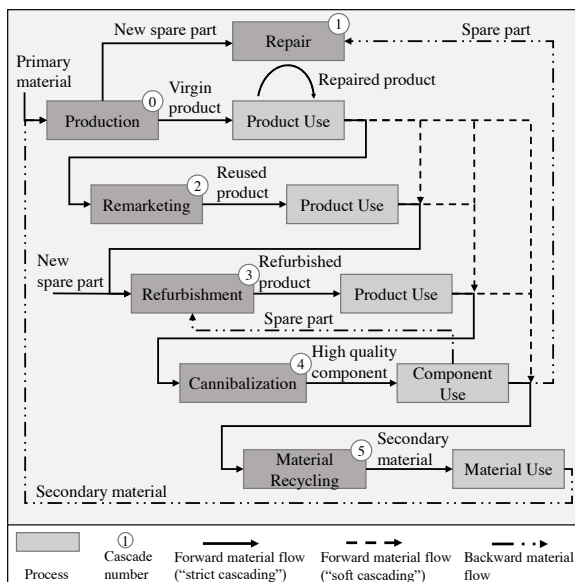 New spare part
Repair
1
Spare part
Primary
material
Virgin
product
Repaired product
0
Production
Product Use
Reused
product
2
Remarketing
Product Use
New
spare part
Refurbished
product
3
Refurbishment
Product Use
Spare part
High quality
component
4
Cannibalization
Component
Use
Secondary
material
5
Material
Recycling
Material Use
Secondary material
1
Process
Cascade
number
Forward material flow
(“strict cascading”)
Forward material flow
(“soft cascading”)
Backward material
flow